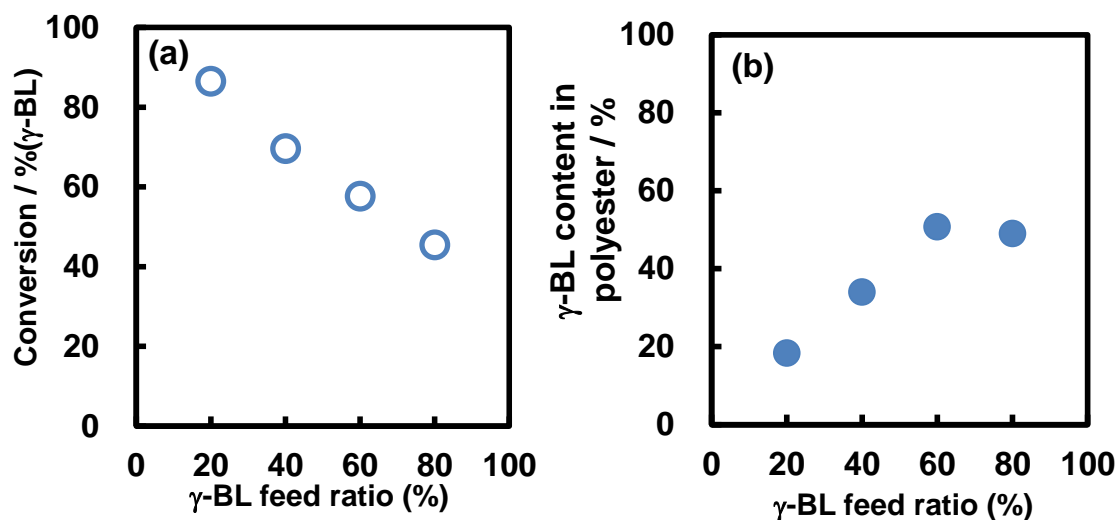 (a)
Conversion / %(γ-BL)
100
80
60
40
20
0
0 20 40 60 80 100
γ-BL feed ratio (%)
(b)
γ-BL content in
polyester / %
100
80
60
40
20
0
0 20 40 60 80 100
γ-BL feed ratio (%)